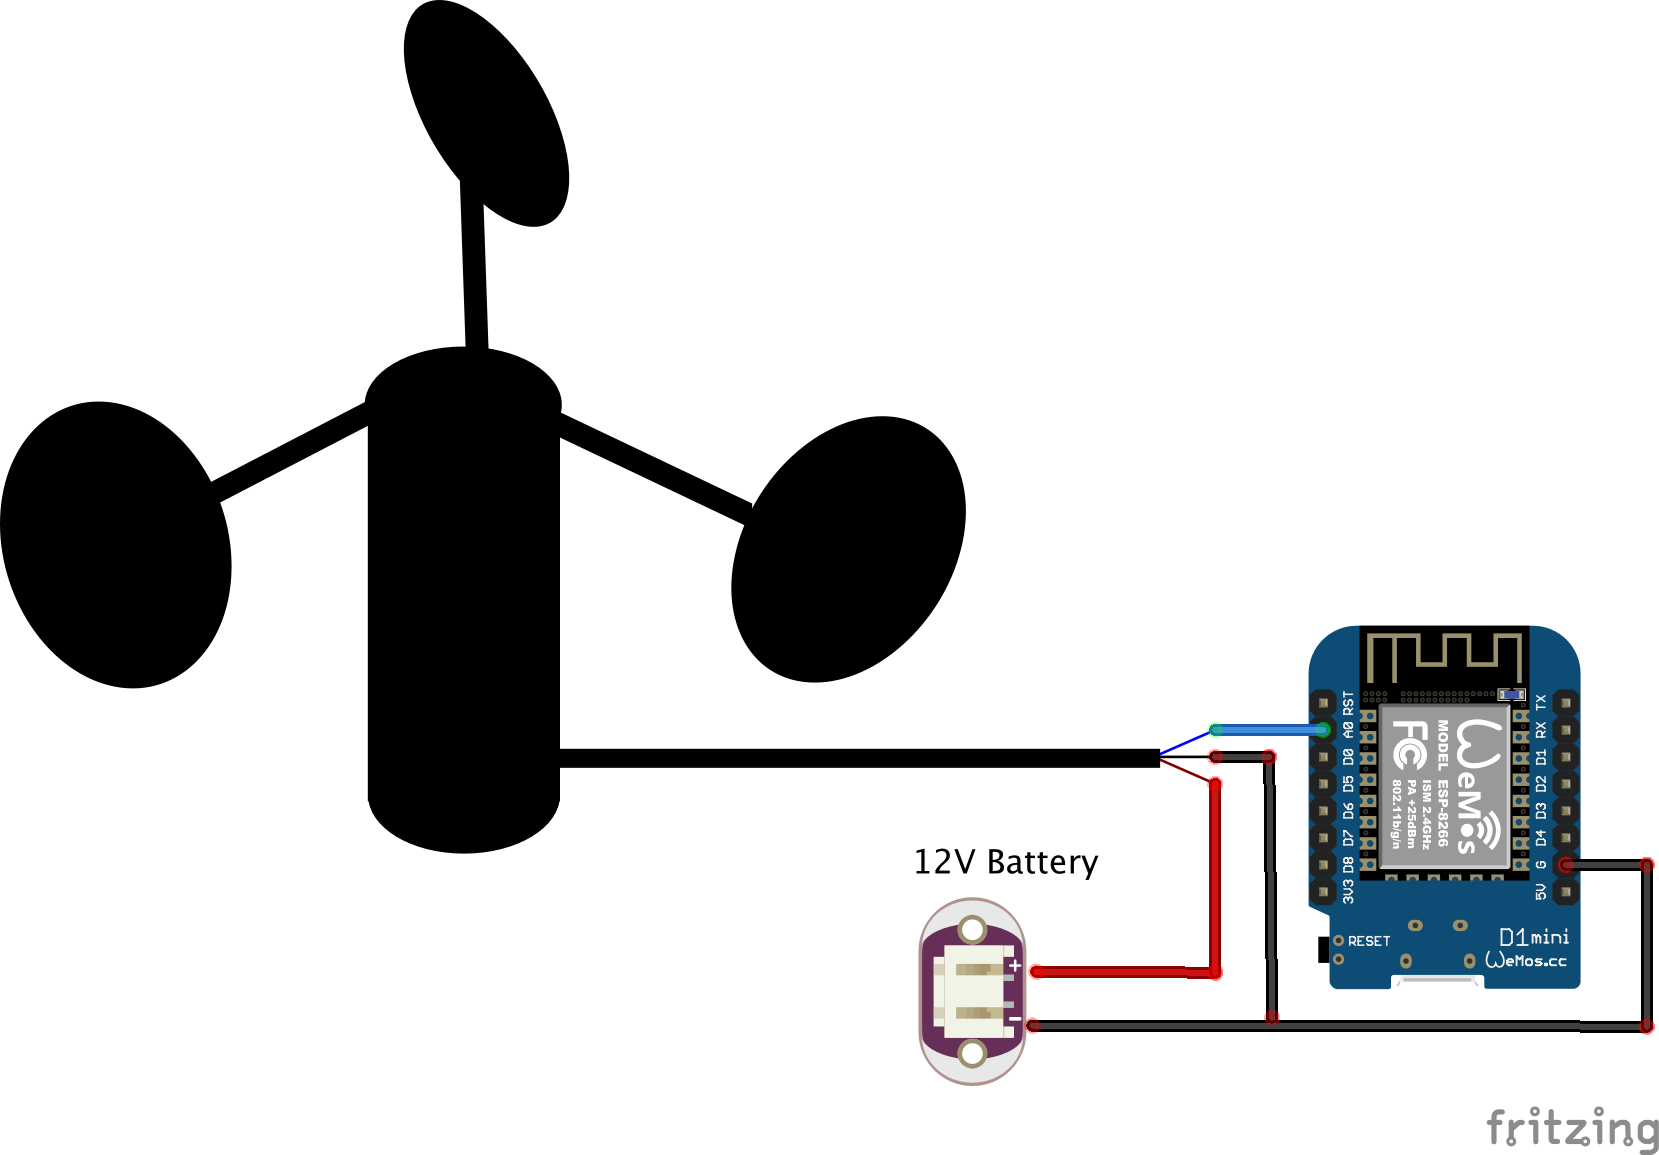 12V Battery
+
-
RST
A0
D0
D5
D6
D7
D8
3V3
TX
RX
D1
D2
D3
D4
G
5V
WeMos
MODEL ESP-8266
ISM 2.4GHz
PA +25dBm
802.11b/g/n
FC
RESET
D1mini
WeMos.cc
fritzing